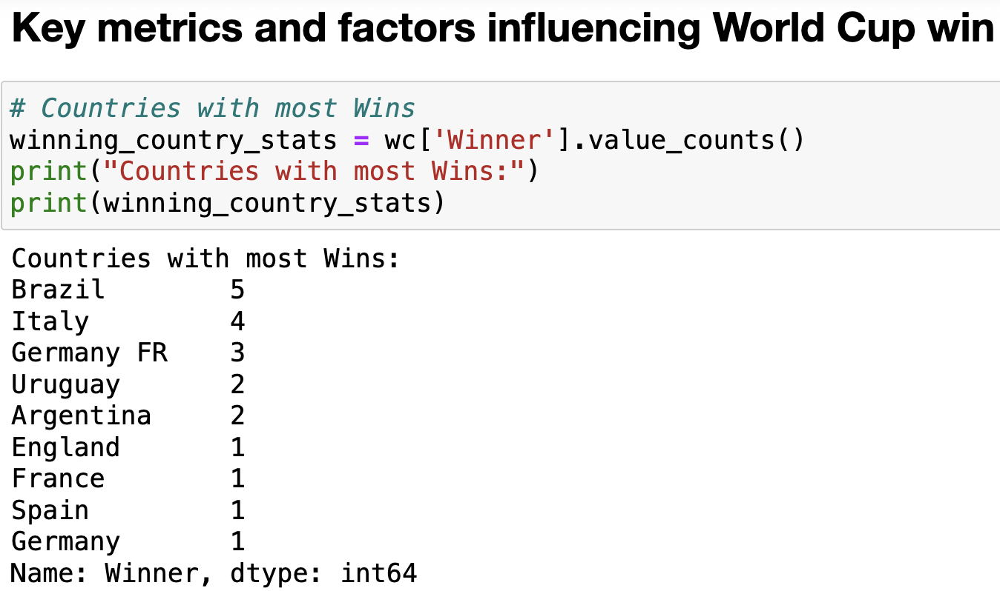 Key metrics and factors influencing World Cup win
# Countries with most Wins
winning_country_stats = wc['Winner'].value_counts()
print("Countries with most Wins:")
print(winning_country_stats)
Countries with most Wins:
Brazil        5
Italy         4
Germany FR    3
Uruguay       2
Argentina     2
England       1
France        1
Spain         1
Germany       1
Name: Winner, dtype: int64